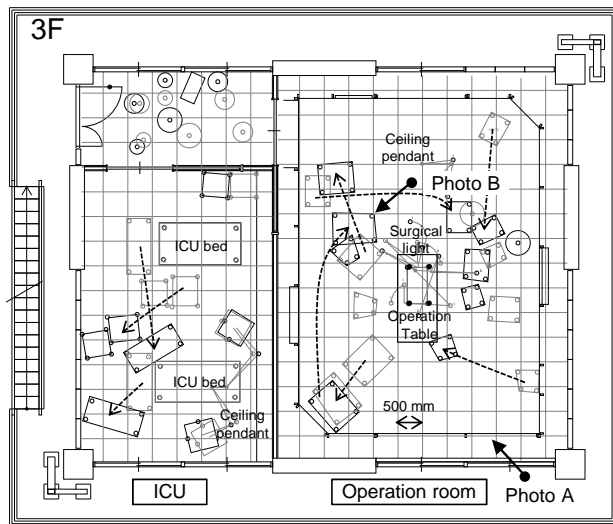 3F
Ceiling
pendant
Photo B
ICU bed
Surgical
light
Operation
Table
ICU bed
Ceiling
pendant
500 mm
ICU
Operation room
Photo A